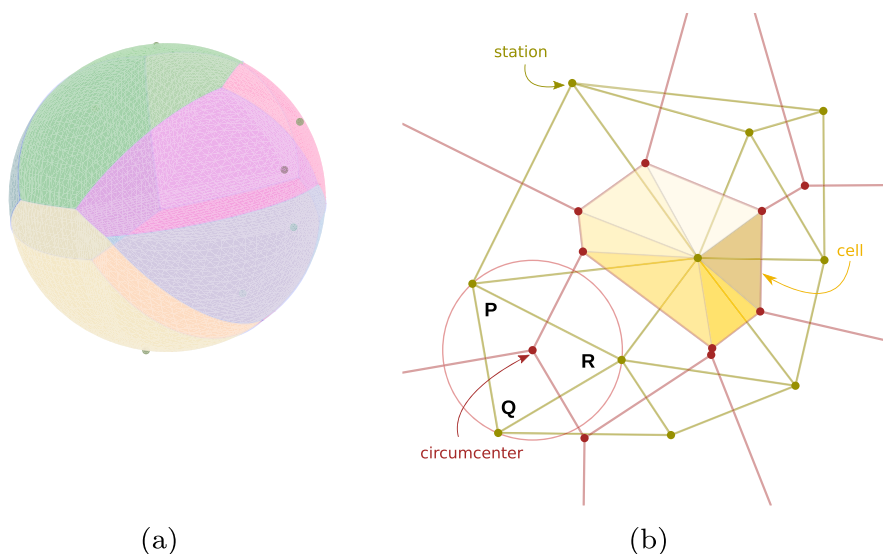 station
cell
P
R
Q
circumcenter
(a)
(b)